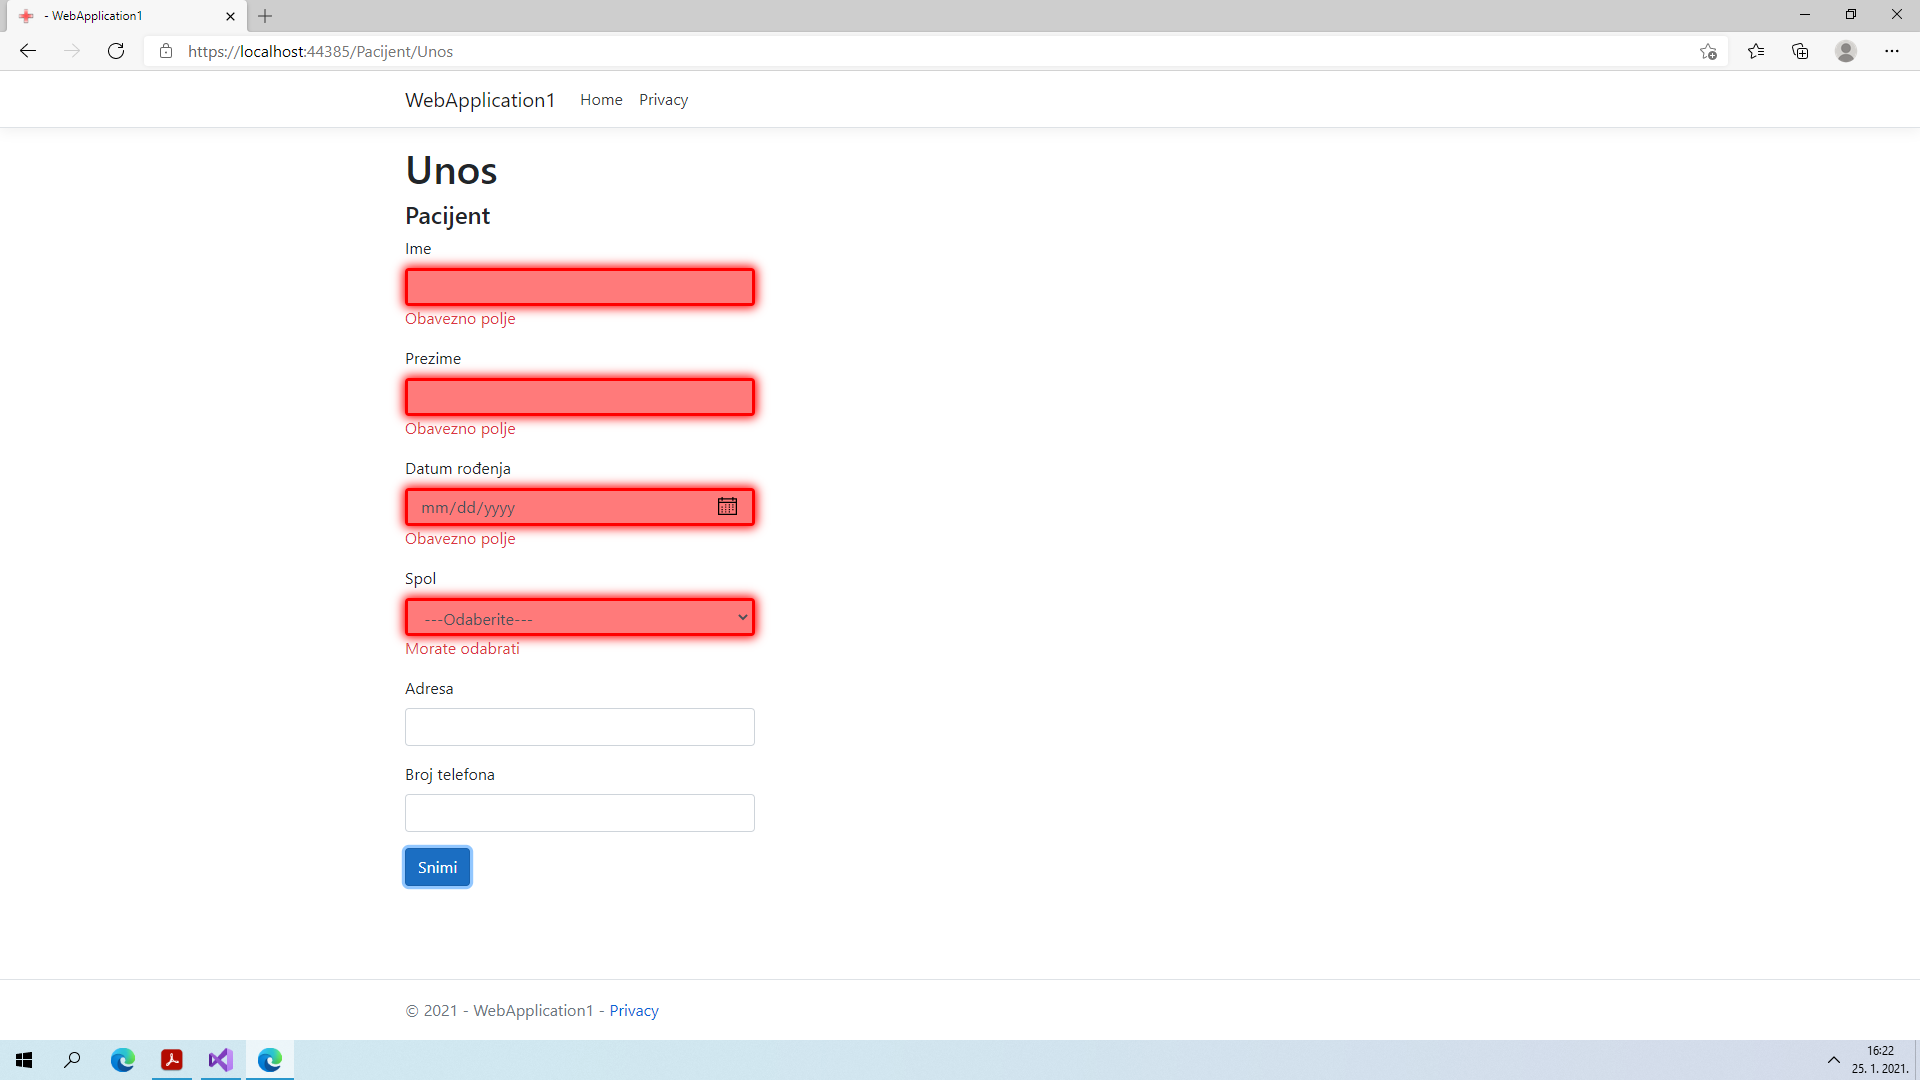 - WebApplication1
https://localhost:44385/Pacijent/Unos
WebApplication1 Home Privacy
Unos
Pacijent
Ime
Obavezno polje
Prezime
Obavezno polje
Datum rođenja
mm/dd/yyyy
Obavezno polje
Spol
---Odaberite---
Morate odabrati
Adresa
Broj telefona
Snimi
© 2021 - WebApplication1 - Privacy
16:22
25. 1. 2021.